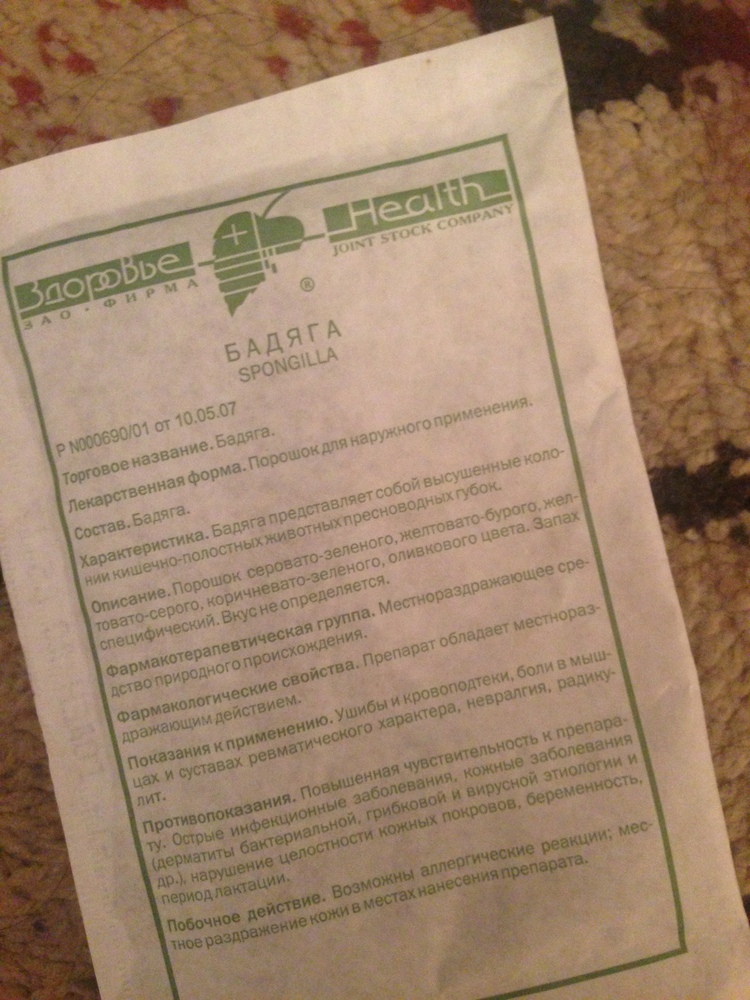 ЗдороВье
ЗАО · ФИРМА
Health
JOINT STOCK COMPANY
®
БАДЯГА
SPONGILLA
Р N000690/01 от 10.05.07
Торговое название. Бадяга.
Лекарственная форма. Порошок для наружного применения.
Состав. Бадяга.
Характеристика. Бадяга представляет собой высушенные коло-
нии кишечно-полостных животных пресноводных губок.
Описание. Порошок серовато-зеленого, желтовато-бурого, жел-
товато-серого, коричневато-зеленого, оливкового цвета. Запах
специфический. Вкус не определяется.
Фармакотерапевтическая группа. Местнораздражающее сре-
дство природного происхождения.
Фармакологические свойства. Препарат обладает местнораз-
дражающим действием.
Показания к применению. Ушибы и кровоподтеки, боли в мыш-
цах и суставах ревматического характера, невралгия, радику-
лит.
Противопоказания. Повышенная чувствительность к препара-
ту. Острые инфекционные заболевания, кожные заболевания
(дерматиты бактериальной, грибковой и вирусной этиологии и
др.), нарушение целостности кожных покровов, беременность,
период лактации.
Побочное действие. Возможны аллергические реакции; мес-
тное раздражение кожи в местах нанесения препарата.